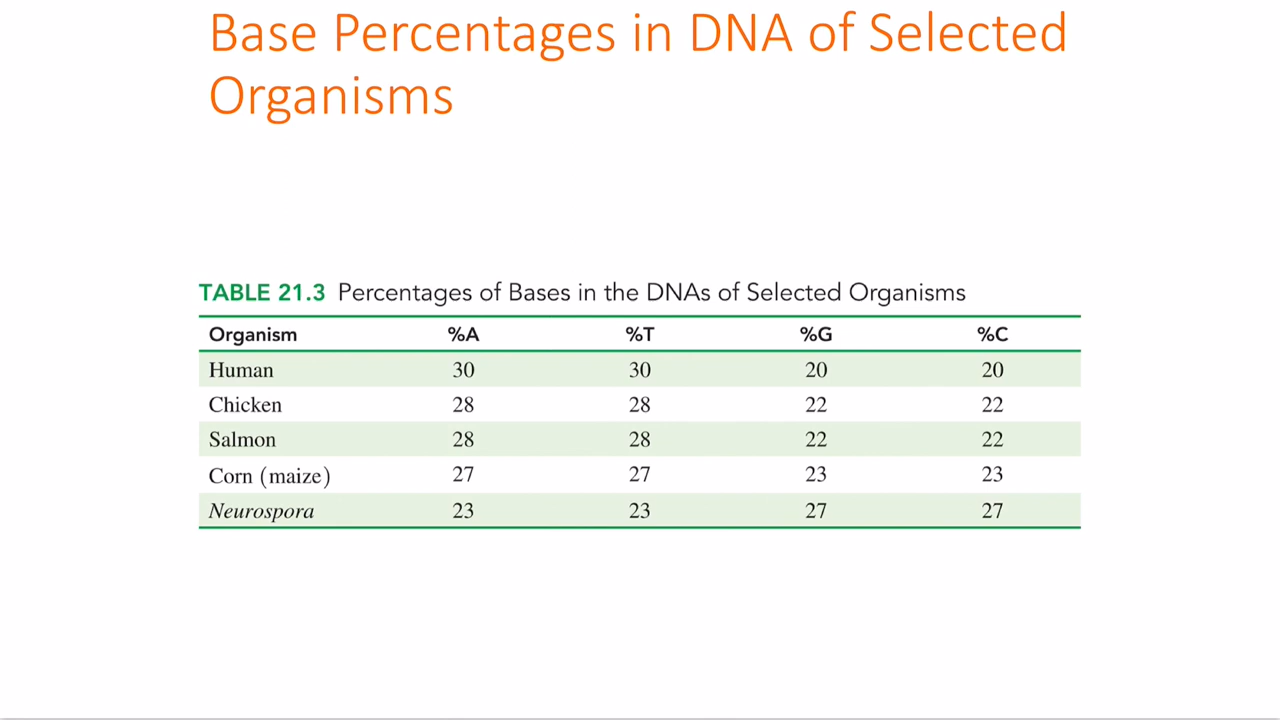 Base Percentages in DNA of Selected
Organisms
TABLE 21.3 Percentages of Bases in the DNAs of Selected Organisms
Organism %A %T %G %C
Human 30 30 20 20
Chicken 28 28 22 22
Salmon 28 28 22 22
Corn (maize) 27 27 23 23
Neurospora 23 23 27 27